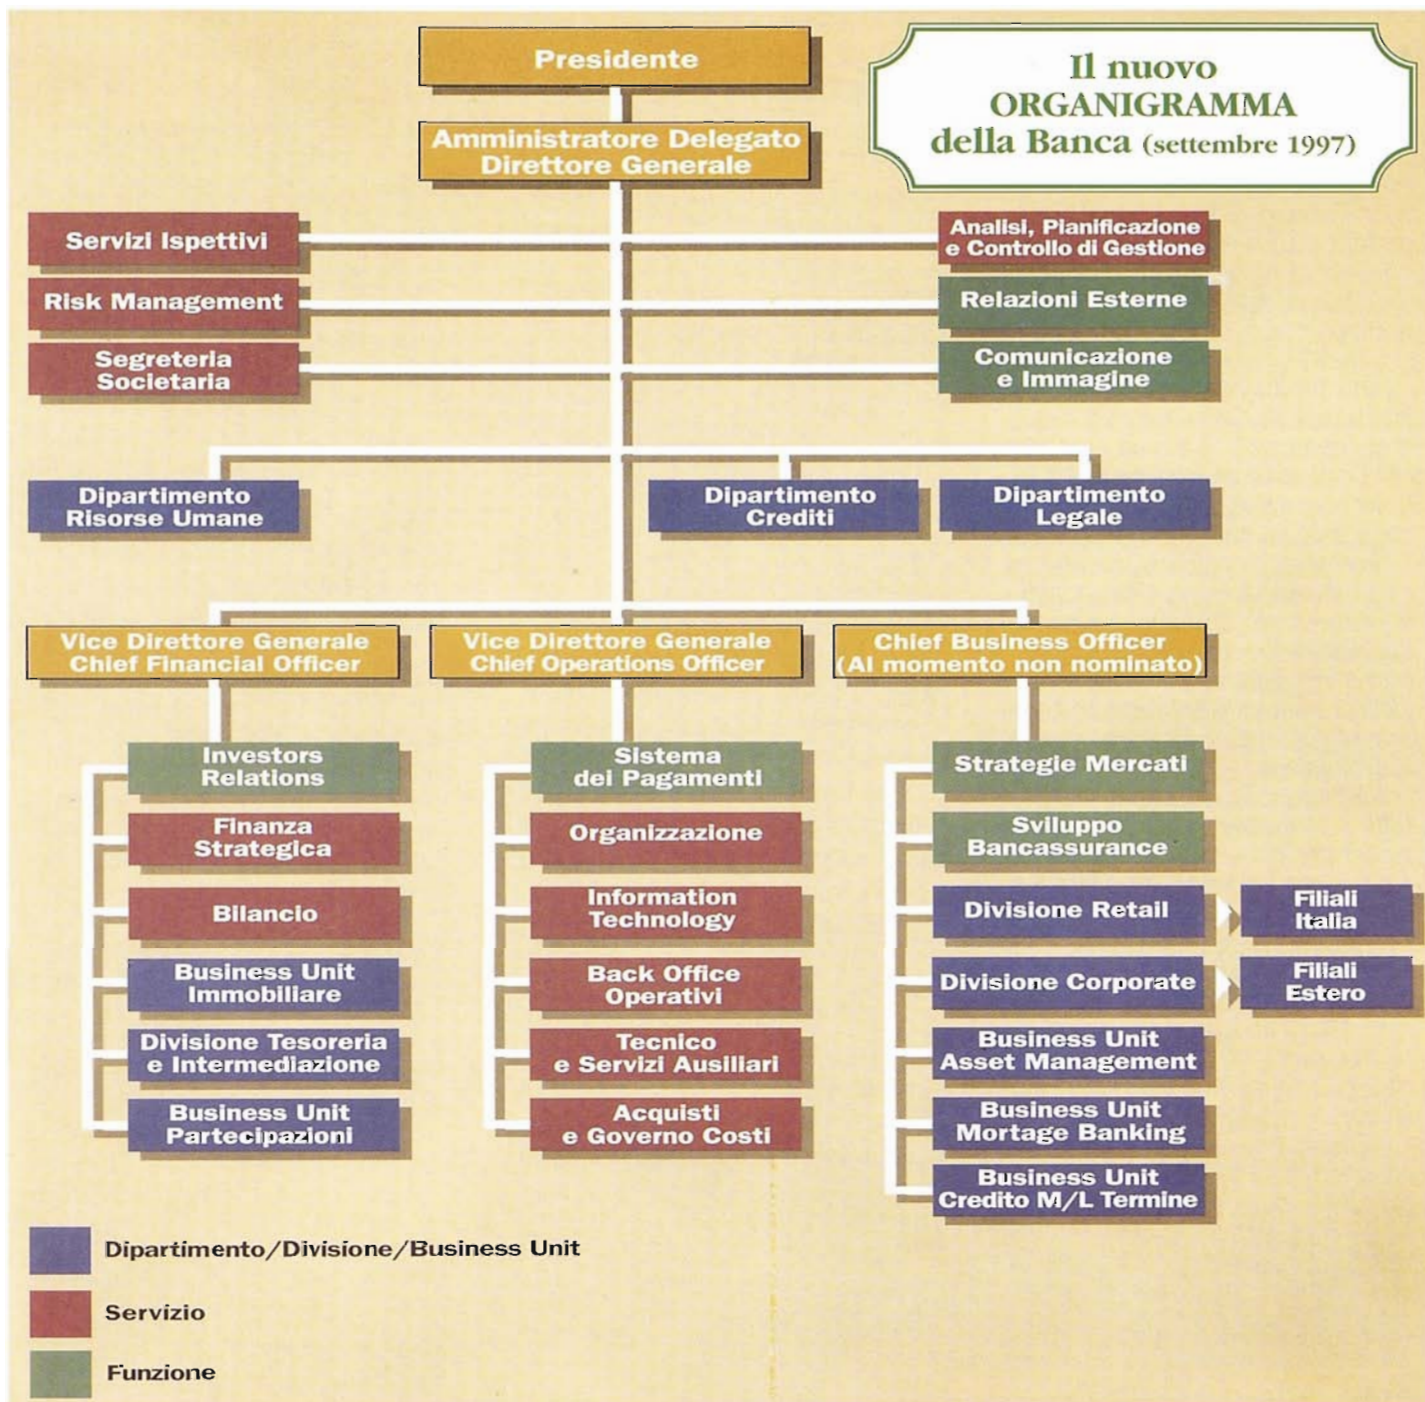 Presidente
Il nuovo
ORGANIGRAMMA
della Banca (settembre 1997)
Amministratore Delegato
Direttore Generale
Servizi Ispettivi
Analisi, Pianificazione
e Controllo di Gestione
Risk Management
Relazioni Esterne
Segreteria
Societaria
Comunicazione
e Immagine
Dipartimento
Risorse Umane
Dipartimento
Crediti
Dipartimento
Legale
Vice Direttore Generale
Chief Financial Officer
Vice Direttore Generale
Chief Operations Officer
Chief Business Officer
(Al momento non nominato)
Investors
Relations
Finanza
Strategica
Bilancio
Business Unit
Immobiliare
Divisione Tesoreria
e Intermediazione
Business Unit
Partecipazioni
Sistema
dei Pagamenti
Organizzazione
Information
Technology
Back Office
Operativi
Tecnico
e Servizi Ausiliari
Acquisti
e Governo Costi
Strategie Mercati
Sviluppo
Bancassurance
Divisione Retail
Filiali
Italia
Divisione Corporate
Filiali
Estero
Business Unit
Asset Management
Business Unit
Mortage Banking
Business Unit
Credito M/L Termine
Dipartimento/Divisione/Business Unit
Servizio
Funzione